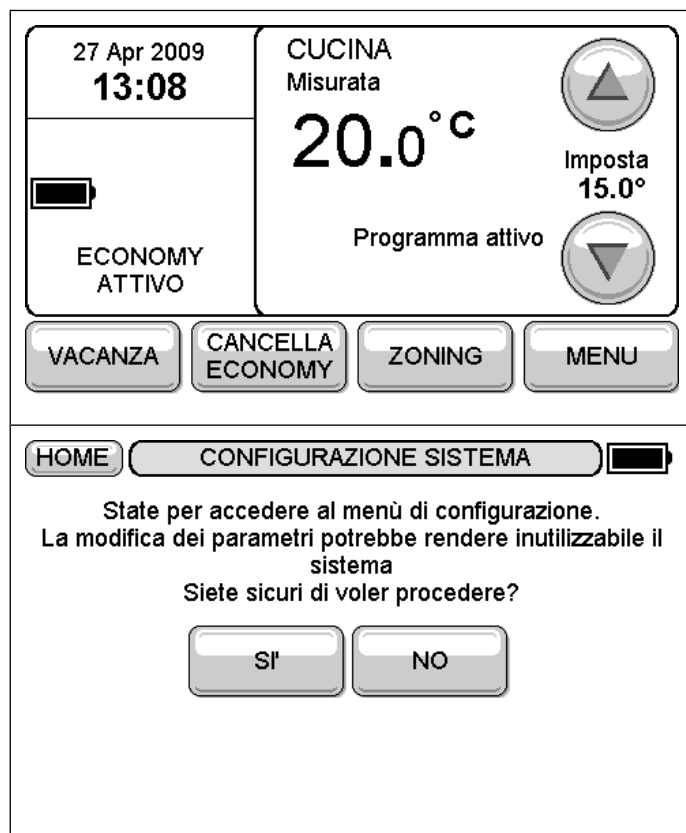 27 Apr 2009
13:08
ECONOMY
ATTIVO
CUCINA
Misurata
20.0°C
Imposta
15.0°
Programma attivo
VACANZA
CANCELLA
ECONOMY
ZONING
MENU
HOME
CONFIGURAZIONE SISTEMA
State per accedere al menù di configurazione.
La modifica dei parametri potrebbe rendere inutilizzabile il
sistema
Siete sicuri di voler procedere?
SI'
NO